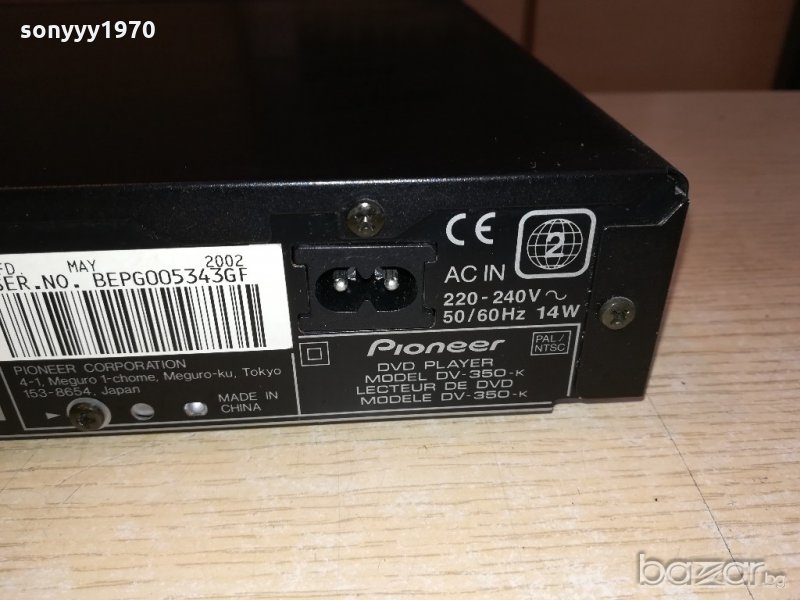 sonyyy1970
FD. MAY 2002
SER.NO. BEPG005343GF
PIONEER CORPORATION
4-1, Meguro 1-chome, Meguro-ku, Tokyo
153-8654, Japan
MADE IN
CHINA
CE
2
AC IN
220-240V~
50/60Hz 14W
Pioneer
PAL/
NTSC
DVD PLAYER
MODEL DV-350-K
LECTEUR DE DVD
MODELE DV-350-K
bazar.bg